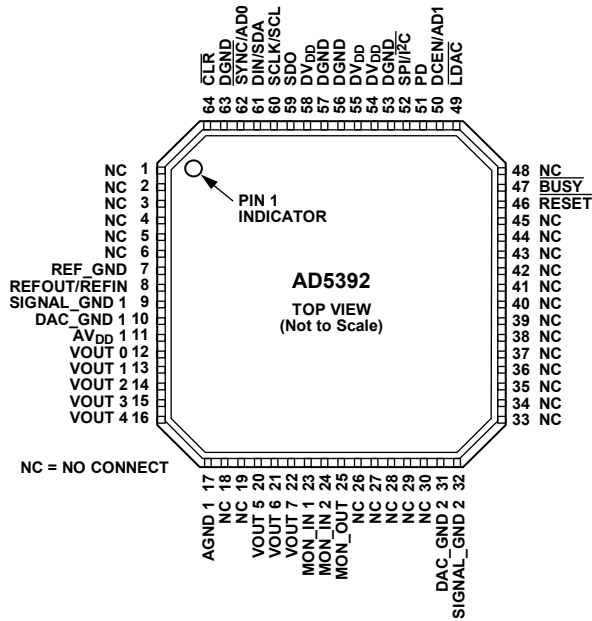 64 CLR
63 DGND
62 SYNC/AD0
61 DIN/SDA
60 SCLK/SCL
59 SDO
58 DVDD
57 DGND
56 DGND
55 DVDD
54 DVDD
53 DGND
52 SPI/I2C
51 PD
50 DCEN/AD1
49 LDAC
NC 1
NC 2
NC 3
NC 4
NC 5
NC 6
REF_GND 7
REFOUT/REFIN 8
SIGNAL_GND 1 9
DAC_GND 1 10
AVDD 1 11
VOUT 0 12
VOUT 1 13
VOUT 2 14
VOUT 3 15
VOUT 4 16
PIN 1
INDICATOR
AD5392
TOP VIEW
(Not to Scale)
48 NC
47 BUSY
46 RESET
45 NC
44 NC
43 NC
42 NC
41 NC
40 NC
39 NC
38 NC
37 NC
36 NC
35 NC
34 NC
33 NC
NC = NO CONNECT
AGND 1 17
NC 18
NC 19
VOUT 5 20
VOUT 6 21
VOUT 7 22
MON_IN 1 23
MON_IN 2 24
MON_OUT 25
NC 26
NC 27
NC 28
NC 29
NC 30
DAC_GND 2 31
SIGNAL_GND 2 32